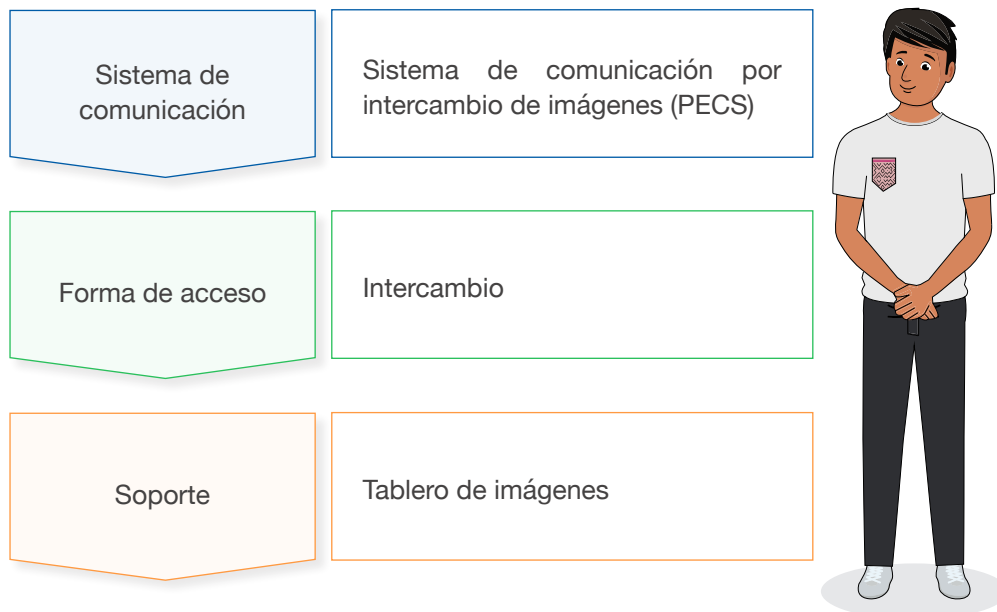 Sistema de
comunicación
Sistema de comunicación por
intercambio de imágenes (PECS)
Forma de acceso
Intercambio
Soporte
Tablero de imágenes